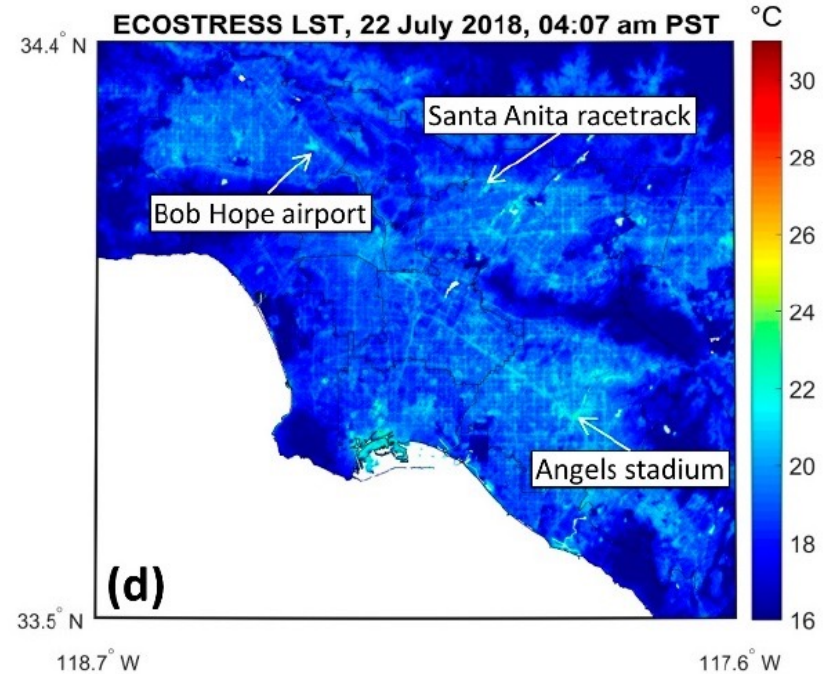 ECOSTRESS LST, 22 July 2018, 04:07 am PST
°C
34.4° N
30
Santa Anita racetrack
28
Bob Hope airport
26
24
22
Angels stadium
20
18
(d)
33.5° N
16
118.7° W
117.6° W